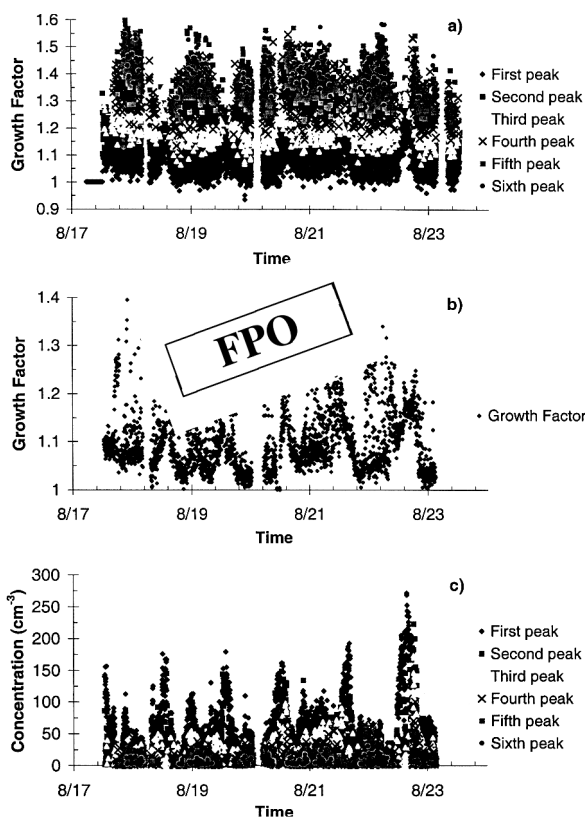 1.6
a)
1.5
1.4
1.3
1.2
1.1
1
0.9
Growth Factor
8/17
8/19
8/21
8/23
Time
First peak
Second peak
Third peak
Fourth peak
Fifth peak
Sixth peak
1.4
b)
1.3
1.2
1.1
1
Growth Factor
FPO
Growth Factor
8/17
8/19
8/21
8/23
Time
300
c)
250
200
150
100
50
0
Concentration (cm⁻³)
First peak
Second peak
Third peak
Fourth peak
Fifth peak
Sixth peak
8/17
8/19
8/21
8/23
Time